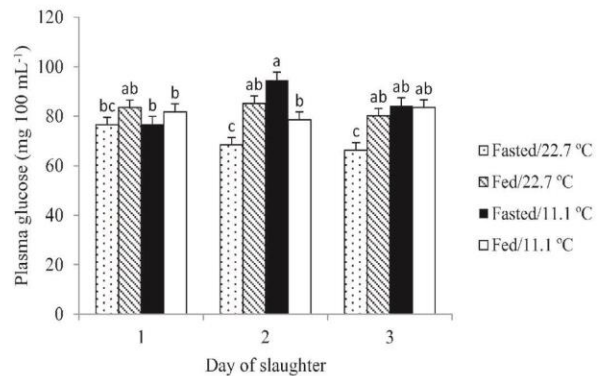 120
100
80
60
40
20
0
Plasma glucose (mg 100 mL⁻¹)
bc ab b b
c ab a b
c ab ab ab
1 2 3
Day of slaughter
Fasted/22.7 ºC
Fed/22.7 ºC
Fasted/11.1 ºC
Fed/11.1 ºC